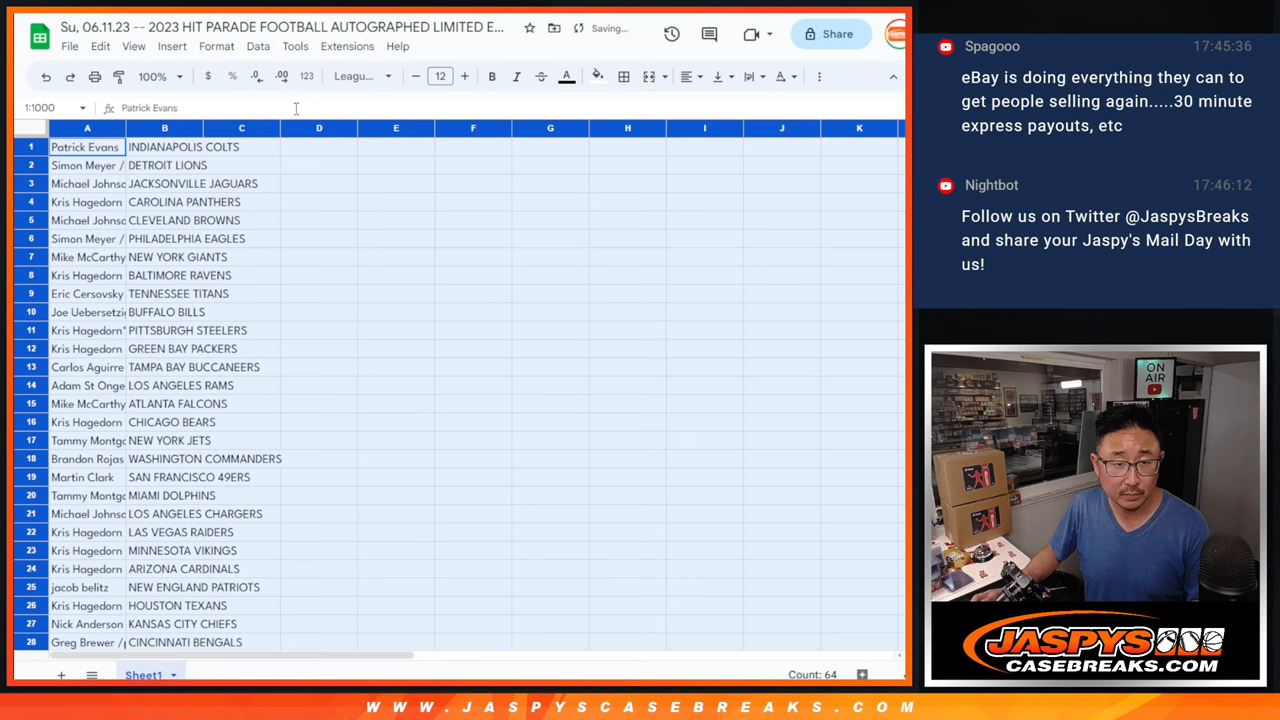 Su, 06.11.23 -- 2023 HIT PARADE FOOTBALL AUTOGRAPHED LIMITED E...
Saving...
File Edit View Insert Format Data Tools Extensions Help
Share
100% $ % .0 .00 123 Leagu... 12 B I A
1:1000 fx Patrick Evans
A B C D E F G H I J K
1 Patrick Evans INDIANAPOLIS COLTS
2 Simon Meyer / DETROIT LIONS
3 Michael Johnso JACKSONVILLE JAGUARS
4 Kris Hagedorn CAROLINA PANTHERS
5 Michael Johnso CLEVELAND BROWNS
6 Simon Meyer / PHILADELPHIA EAGLES
7 Mike McCarthy NEW YORK GIANTS
8 Kris Hagedorn BALTIMORE RAVENS
9 Eric Cersovsky TENNESSEE TITANS
10 Joe Uebersetzi BUFFALO BILLS
11 Kris Hagedorn* PITTSBURGH STEELERS
12 Kris Hagedorn GREEN BAY PACKERS
13 Carlos Aguirre TAMPA BAY BUCCANEERS
14 Adam St Onge LOS ANGELES RAMS
15 Mike McCarthy ATLANTA FALCONS
16 Kris Hagedorn CHICAGO BEARS
17 Tammy Montgo NEW YORK JETS
18 Brandon Rojas WASHINGTON COMMANDERS
19 Martin Clark SAN FRANCISCO 49ERS
20 Tammy Montgo MIAMI DOLPHINS
21 Michael Johnso LOS ANGELES CHARGERS
22 Kris Hagedorn LAS VEGAS RAIDERS
23 Kris Hagedorn MINNESOTA VIKINGS
24 Kris Hagedorn ARIZONA CARDINALS
25 jacob belitz NEW ENGLAND PATRIOTS
26 Kris Hagedorn HOUSTON TEXANS
27 Nick Anderson KANSAS CITY CHIEFS
28 Greg Brewer / CINCINNATI BENGALS
Sheet1
Count: 64
Spagooo 17:45:36
eBay is doing everything they can to
get people selling again.....30 minute
express payouts, etc
Nightbot 17:46:12
Follow us on Twitter @JaspysBreaks
and share your Jaspy's Mail Day with
us!
ON
AIR
JASPYS
CASEBREAKS.COM
WWW.JASPYSCASEBREAKS.COM